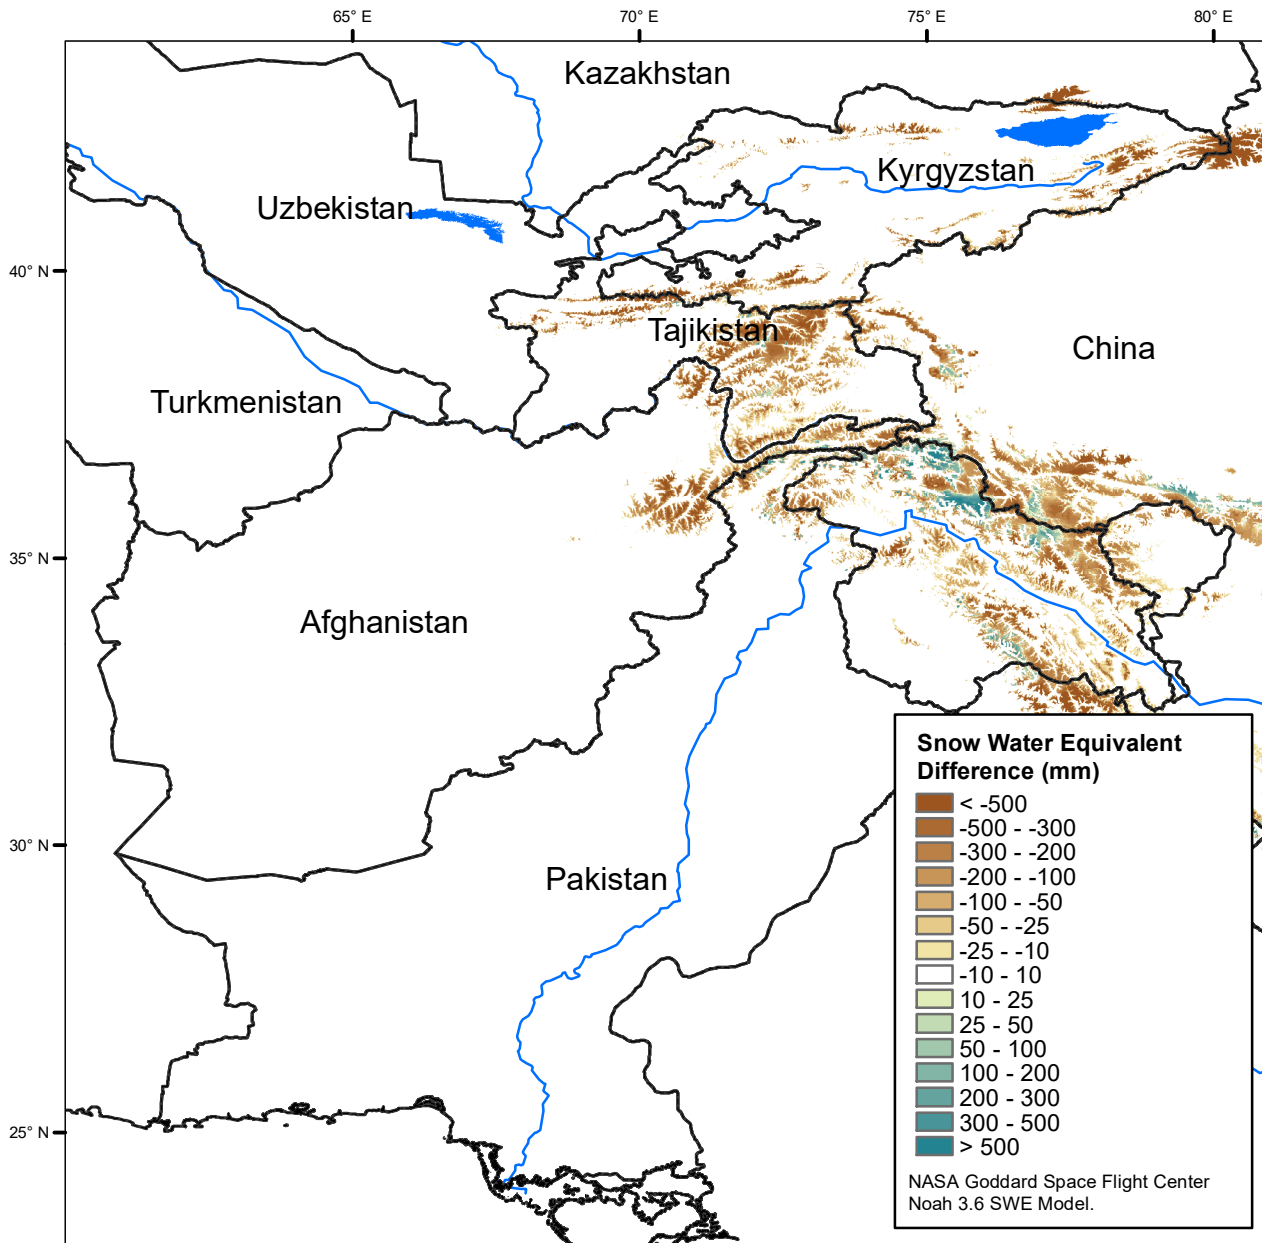 65° E
70° E
75° E
80° E
Kazakhstan
Kyrgyzstan
Uzbekistan
40° N
Tajikistan
China
Turkmenistan
35° N
Afghanistan
Snow Water Equivalent
Difference (mm)
< -500
-500 - -300
-300 - -200
-200 - -100
-100 - -50
-50 - -25
-25 - -10
-10 - 10
10 - 25
25 - 50
50 - 100
100 - 200
200 - 300
300 - 500
> 500
30° N
Pakistan
25° N
NASA Goddard Space Flight Center
Noah 3.6 SWE Model.